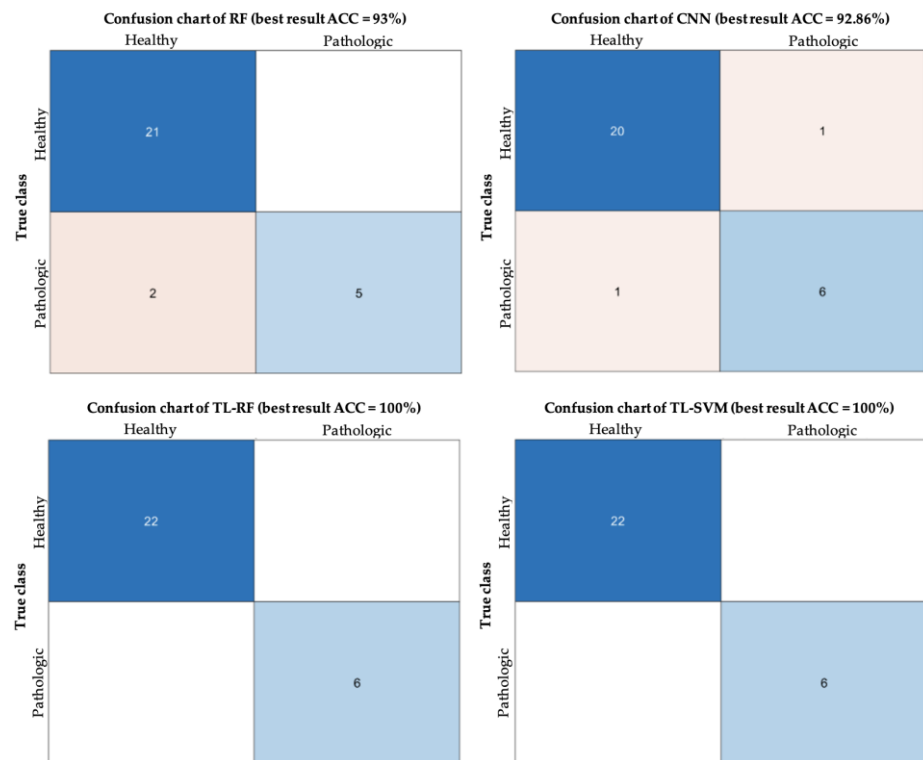 Confusion chart of RF (best result ACC = 93%)
Healthy Pathologic
True class
Healthy
21
Pathologic
2 5
Confusion chart of CNN (best result ACC = 92.86%)
Healthy Pathologic
True class
Healthy
20 1
Pathologic
1 6
Confusion chart of TL-RF (best result ACC = 100%)
Healthy Pathologic
True class
Healthy
22
Pathologic
6
Confusion chart of TL-SVM (best result ACC = 100%)
Healthy Pathologic
True class
Healthy
22
Pathologic
6